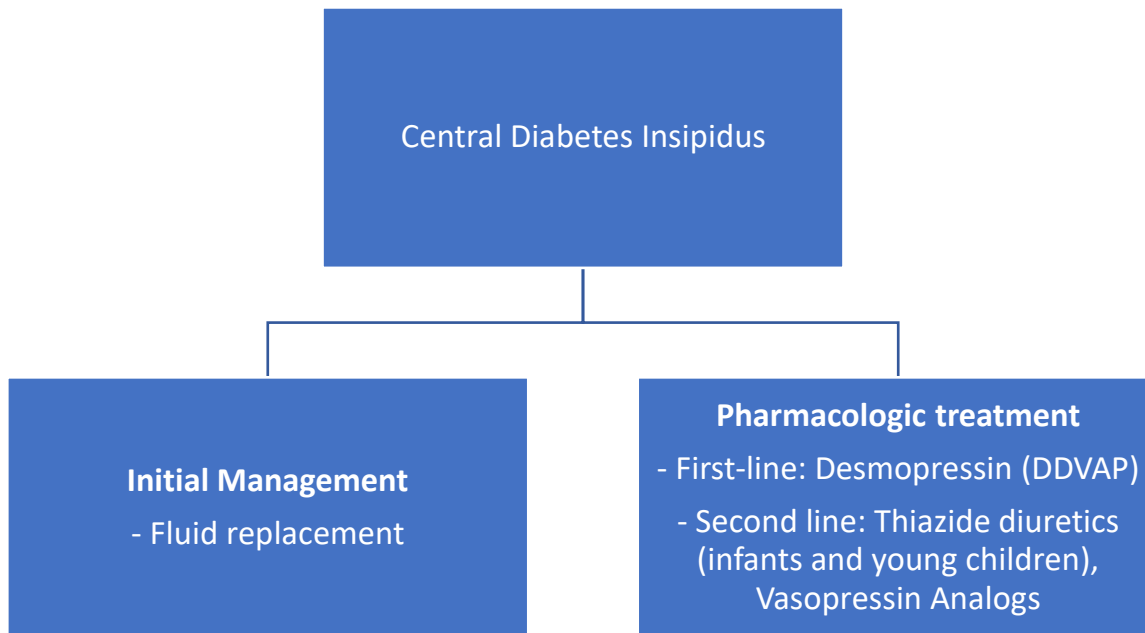 Central Diabetes Insipidus
Initial Management
- Fluid replacement
Pharmacologic treatment
- First-line: Desmopressin (DDVAP)
- Second line: Thiazide diuretics
(infants and young children),
Vasopressin Analogs